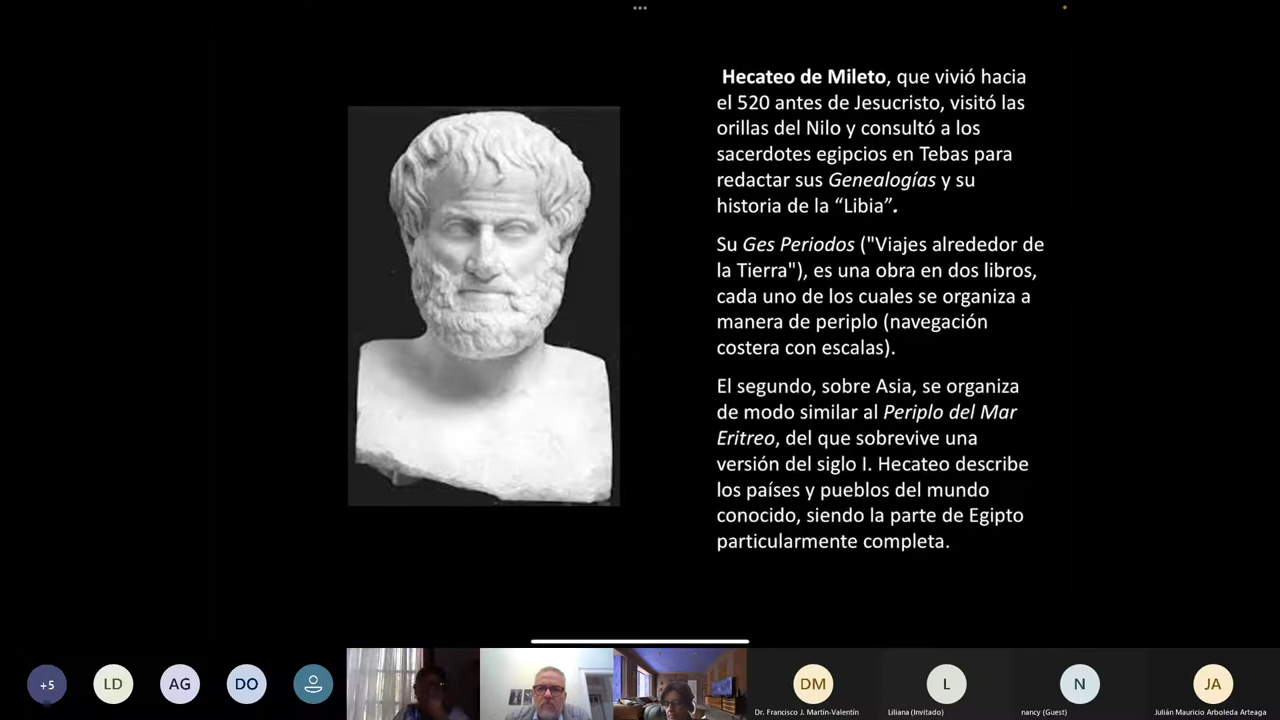 Hecateo de Mileto, que vivió hacia
el 520 antes de Jesucristo, visitó las
orillas del Nilo y consultó a los
sacerdotes egipcios en Tebas para
redactar sus Genealogías y su
historia de la “Libia”.
Su Ges Períodos ("Viajes alrededor de
la Tierra"), es una obra en dos libros,
cada uno de los cuales se organiza a
manera de periplo (navegación
costera con escalas).
El segundo, sobre Asia, se organiza
de modo similar al Periplo del Mar
Eritreo, del que sobrevive una
versión del siglo I. Hecateo describe
los países y pueblos del mundo
conocido, siendo la parte de Egipto
particularmente completa.
+5
LD
AG
DO
DM
L
N
JA
Dr. Francisco J. Martín-Valentín
Liliana (Invitado)
nancy (Guest)
Julián Mauricio Arboleda Arteaga